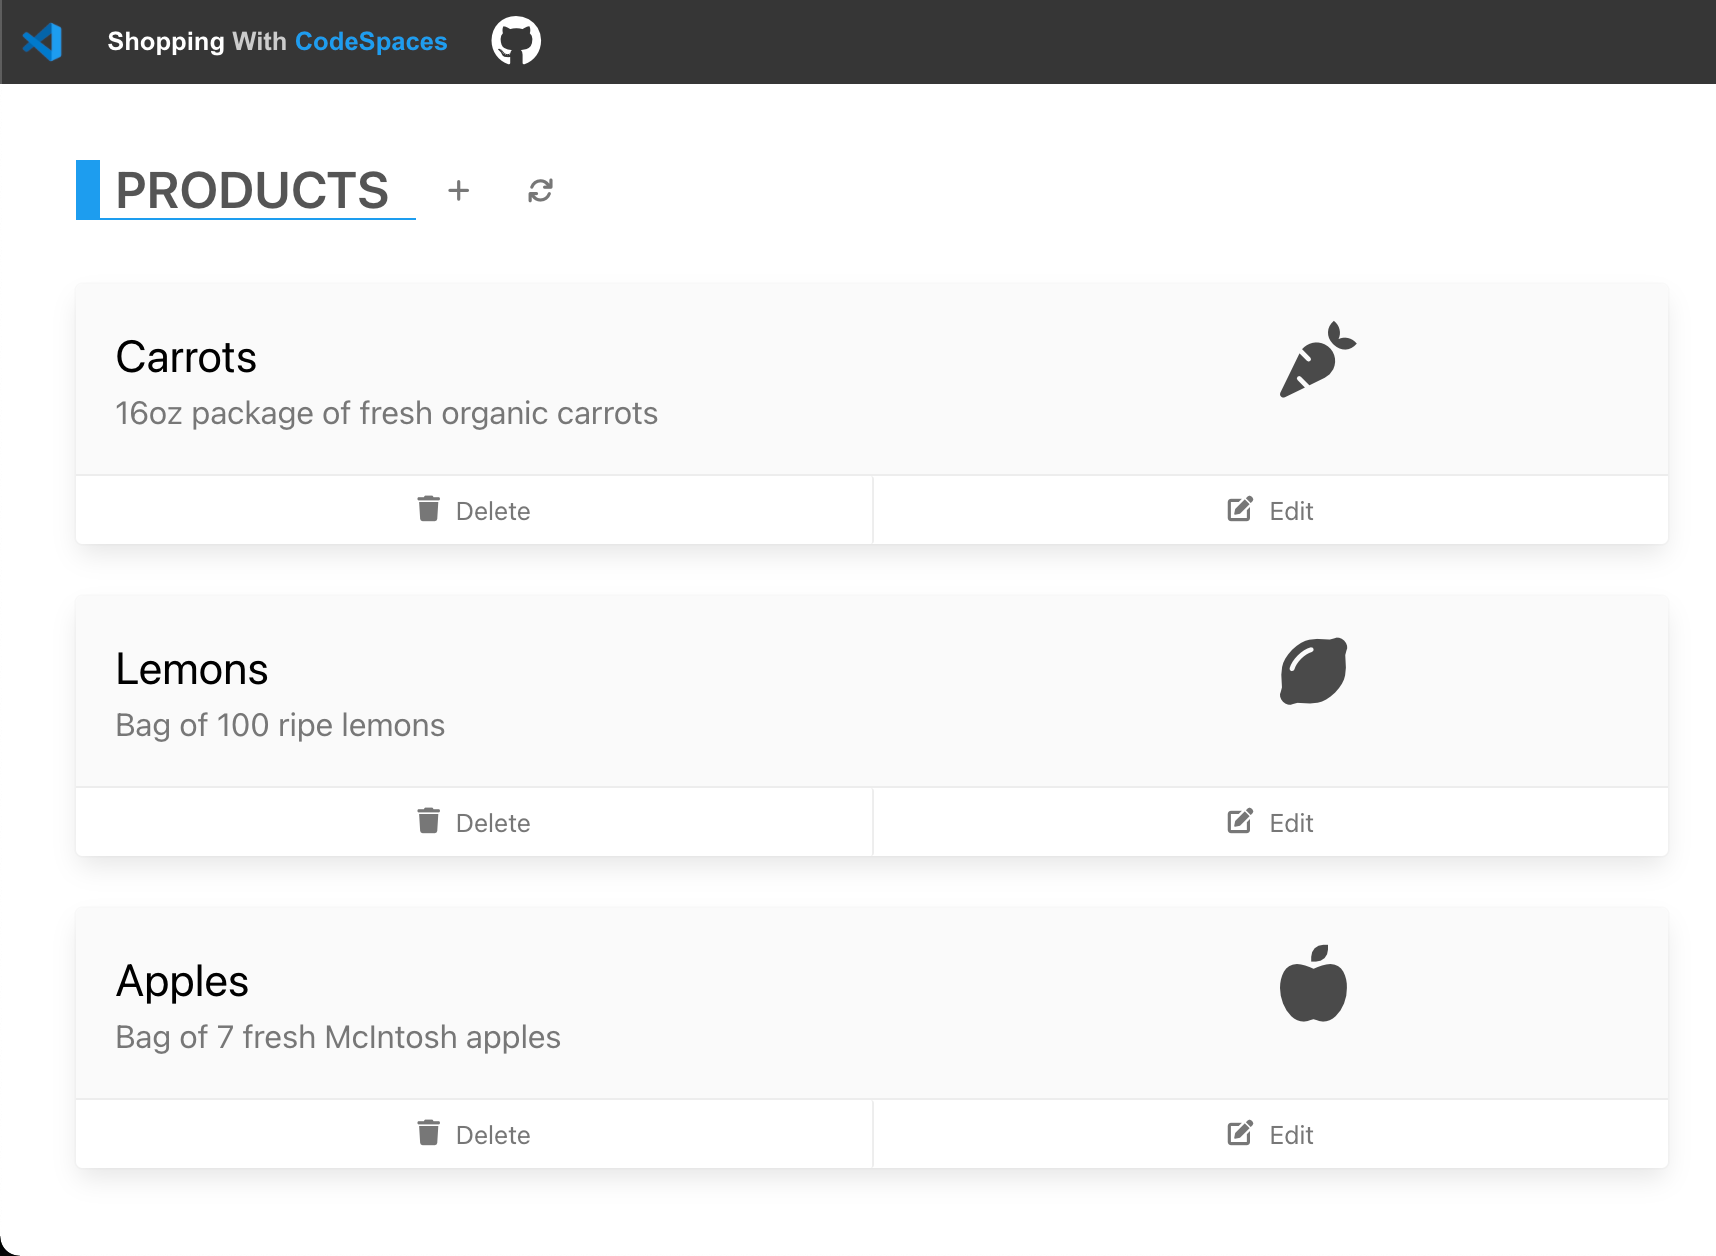 Shopping With CodeSpaces
PRODUCTS
Carrots
16oz package of fresh organic carrots
Delete
Edit
Lemons
Bag of 100 ripe lemons
Delete
Edit
Apples
Bag of 7 fresh McIntosh apples
Delete
Edit